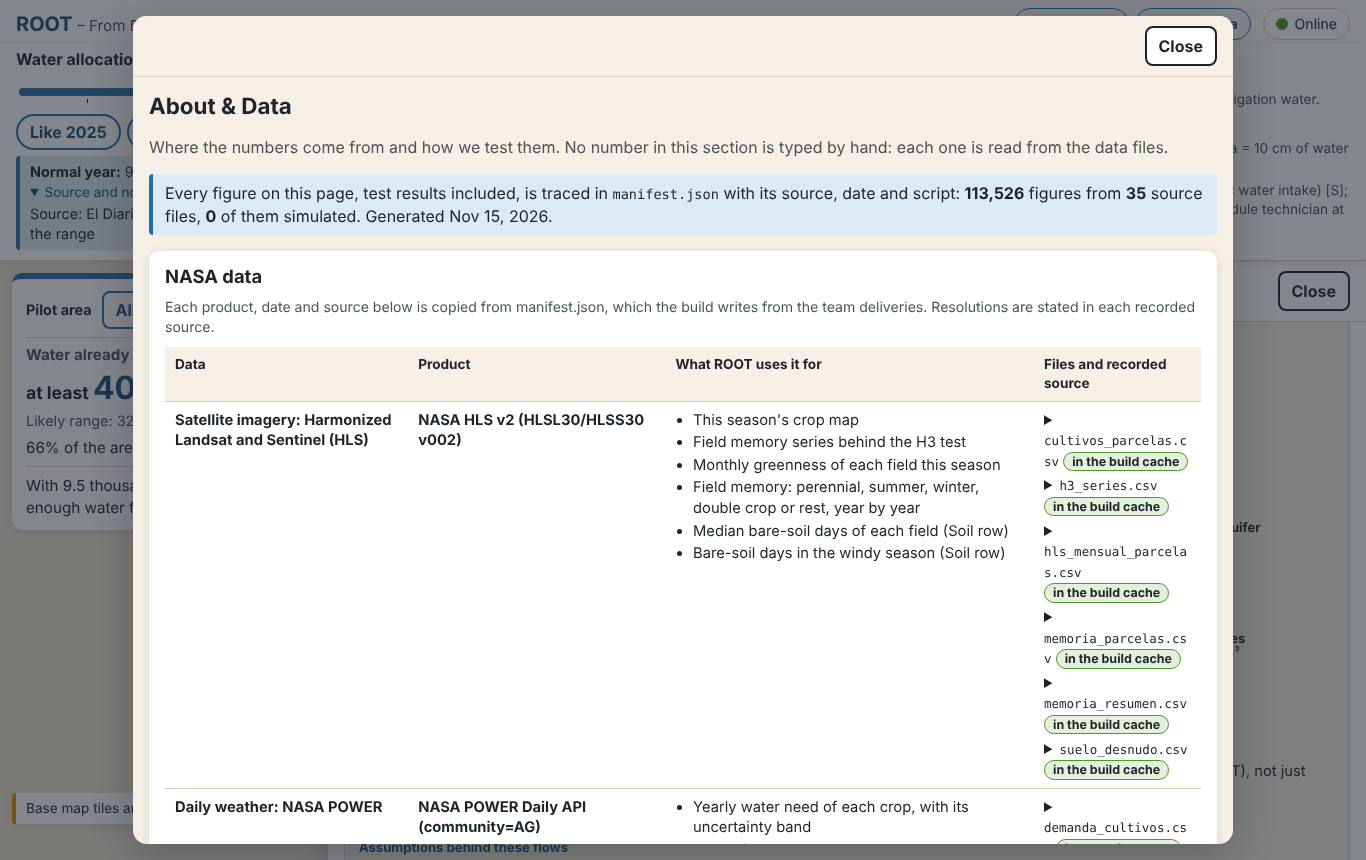 ROOT – From
Online
Close
Water allocatio
igation water.
About & Data
Like 2025
Where the numbers come from and how we test them. No number in this section is typed by hand: each one is read from the data files.
a = 10 cm of water
Normal year: 9
Source and no
Every figure on this page, test results included, is traced in manifest.json with its source, date and script: 113,526 figures from 35 source
files, 0 of them simulated. Generated Nov 15, 2026.
water intake) [S];
Source: El Diari
dule technician at
the range
NASA data
Close
Pilot area
Each product, date and source below is copied from manifest.json, which the build writes from the team deliveries. Resolutions are stated in each recorded
source.
Water already
Data Product What ROOT uses it for Files and recorded
source
at least 40
Likely range: 32
66% of the are
With 9.5 thousa
enough water f
Satellite imagery: Harmonized
Landsat and Sentinel (HLS)
NASA HLS v2 (HLSL30/HLSS30
v002)
• This season's crop map
• Field memory series behind the H3 test
• Monthly greenness of each field this season
• Field memory: perennial, summer, winter,
double crop or rest, year by year
• Median bare-soil days of each field (Soil row)
• Bare-soil days in the windy season (Soil row)
cultivos_parcelas.c
sv in the build cache
h3_series.csv
in the build cache
hls_mensual_parcela
s.csv
in the build cache
memoria_parcelas.cs
v in the build cache
memoria_resumen.csv
in the build cache
suelo_desnudo.csv
in the build cache
uifer
es
T), not just
Base map tiles ar
Daily weather: NASA POWER
NASA POWER Daily API
(community=AG)
• Yearly water need of each crop, with its
uncertainty band
demanda_cultivos.cs
Assumptions behind these flows